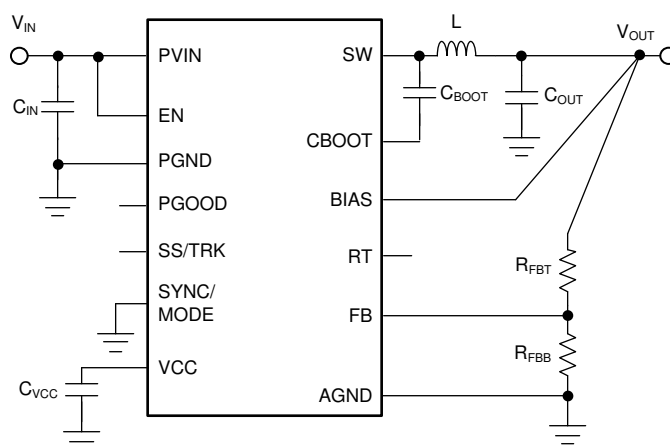 V_IN
L
V_OUT
PVIN
SW
C_IN
C_BOOT
C_OUT
EN
CBOOT
PGND
BIAS
PGOOD
SS/TRK
RT
R_FBT
SYNC/
MODE
FB
R_FBB
VCC
C_VCC
AGND